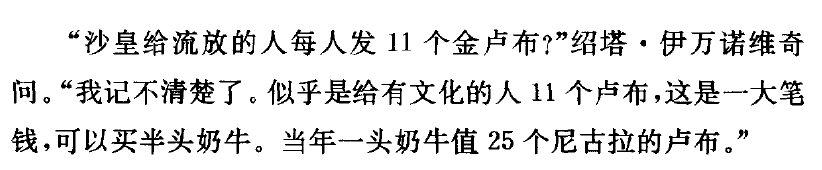 “沙皇给流放的人每人发 11 个金卢布?”绍塔·伊万诺维奇
问。“我记不清楚了。似乎是给有文化的人 11 个卢布,这是一大笔
钱,可以买半头奶牛。当年一头奶牛值 25 个尼古拉的卢布。”